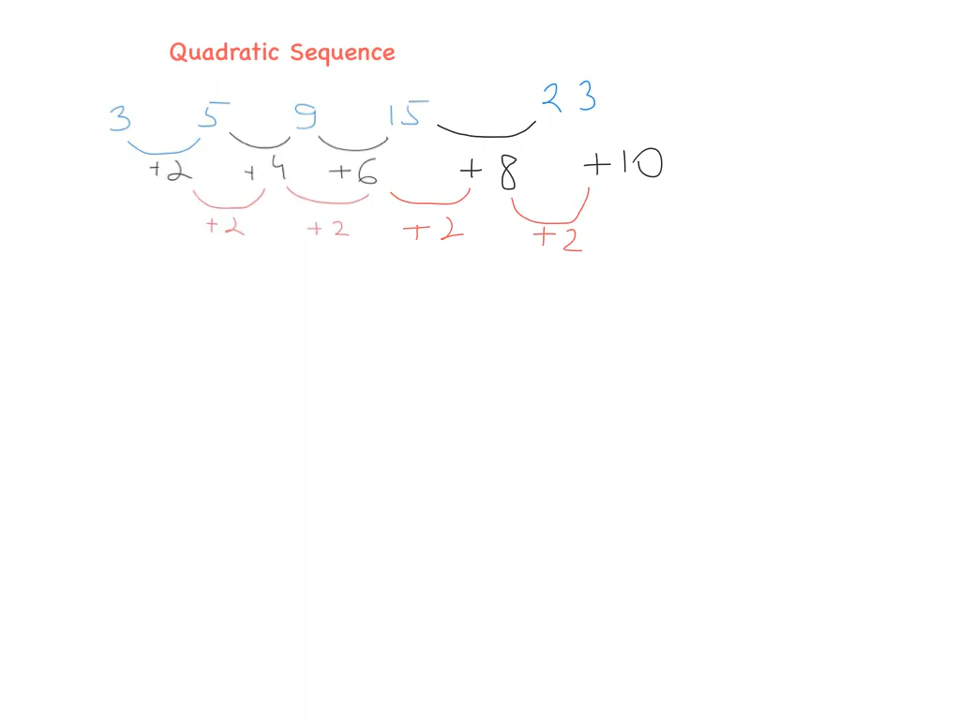 Quadratic Sequence
3 5 9 15 23
+2 +4 +6 +8 +10
+2 +2 +2 +2